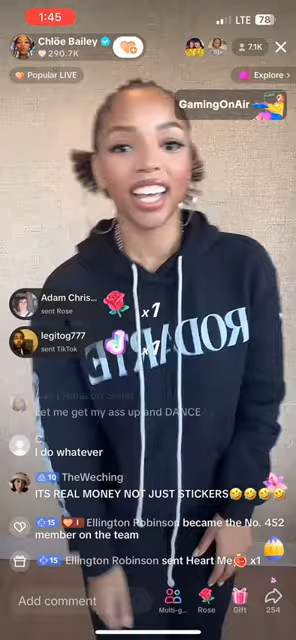 1:45
LTE 78
Chlöe Bailey
290.7K
7.1K
Popular LIVE
Explore >
GamingOnAir
Adam Chris...
sent Rose
x1
legitog777
sent TikTok
x1
RODARTE
Let me get my ass up and DANCE
C
I do whatever
10 TheWeching
ITS REAL MONEY NOT JUST STICKERS🤣🤣🤣🤣
15 I Ellington Robinson became the No. 452
member on the team
15 Ellington Robinson sent Heart Me x1
Add comment
Multi-g...
Rose
Gift
254